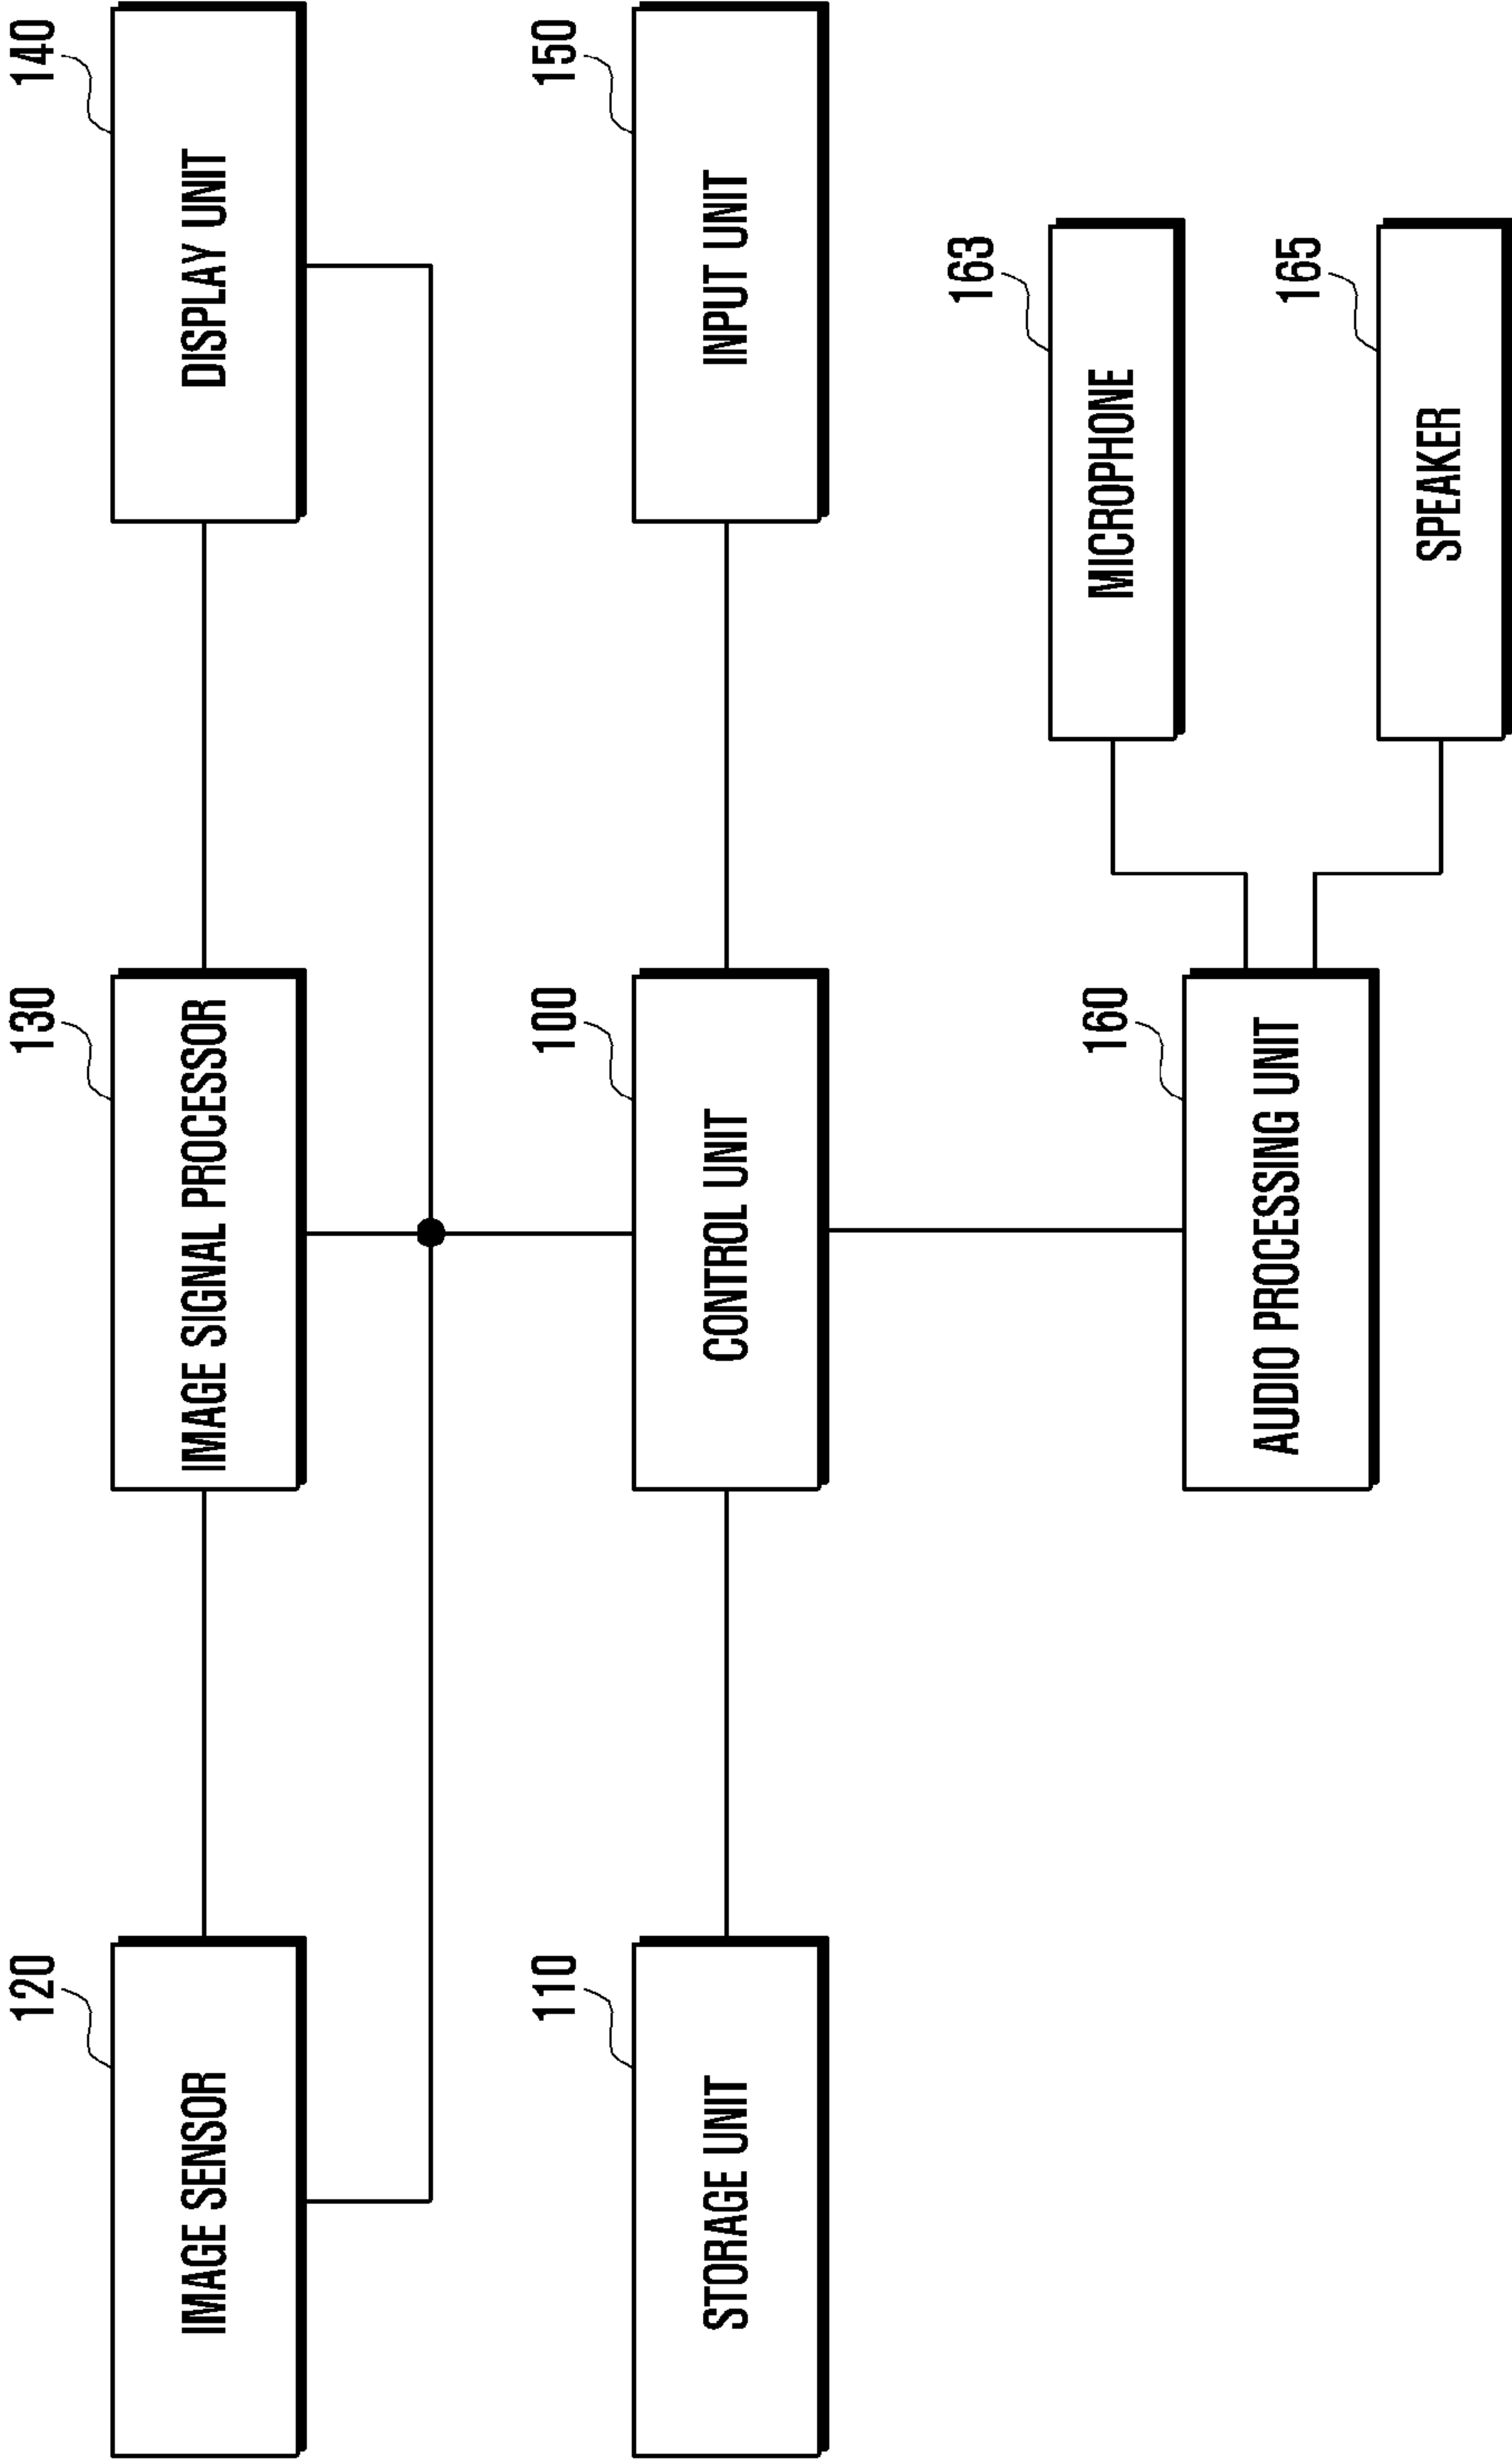 120
IMAGE SENSOR
130
IMAGE SIGNAL PROCESSOR
140
DISPLAY UNIT
110
STORAGE UNIT
100
CONTROL UNIT
150
INPUT UNIT
160
AUDIO PROCESSING UNIT
163
MICROPHONE
165
SPEAKER